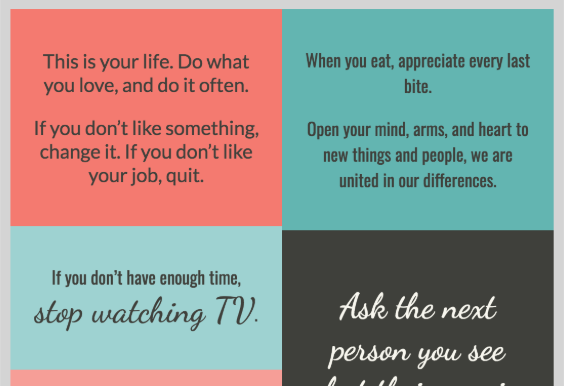 This is your life. Do what
you love, and do it often.
If you don't like something,
change it. If you don't like
your job, quit.
When you eat, appreciate every last
bite.
Open your mind, arms, and heart to
new things and people, we are
united in our differences.
If you don't have enough time,
stop watching TV.
Ask the next
person you see